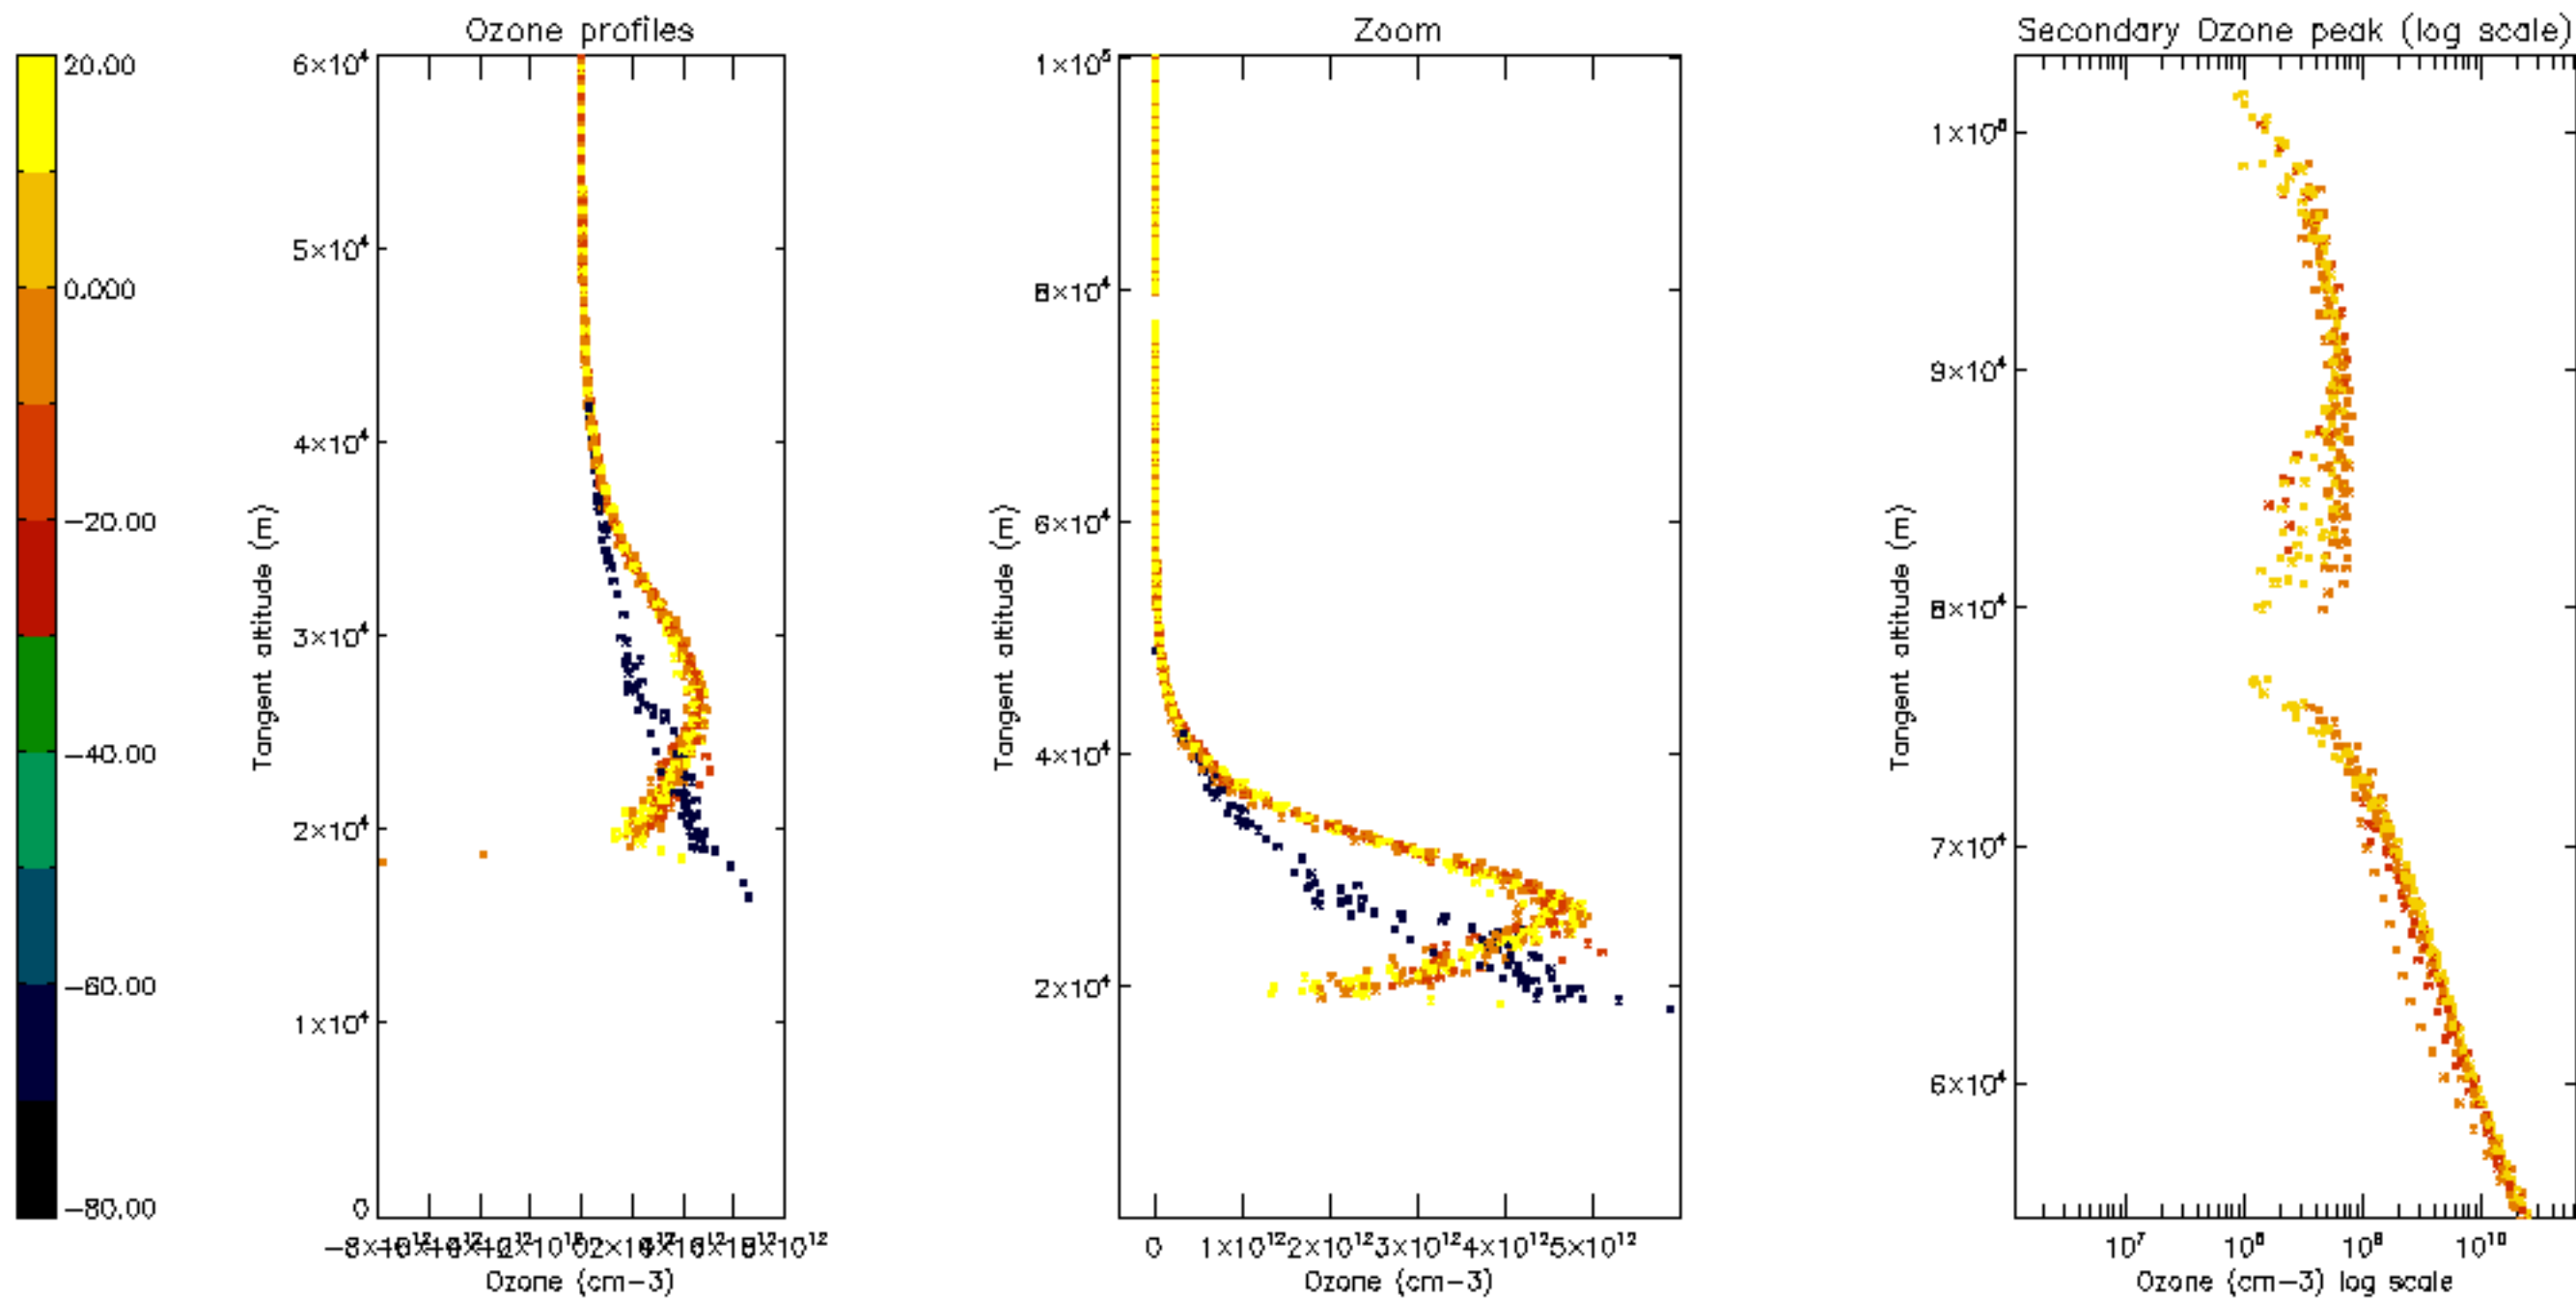 Ozone profiles
Zoom
Secondary Ozone peak (log scale)
20.00
0.000
−20.00
−40.00
−60.00
−80.00
6×10⁴
5×10⁴
4×10⁴
3×10⁴
2×10⁴
1×10⁴
0
Tangent altitude (m)
Ozone (cm−3)
1×10⁵
8×10⁴
6×10⁴
4×10⁴
2×10⁴
Tangent altitude (m)
0 1×10¹² 2×10¹² 3×10¹² 4×10¹² 5×10¹²
Ozone (cm−3)
9×10⁴
8×10⁴
7×10⁴
6×10⁴
Tangent altitude (m)
10⁷ 10⁸ 10⁹ 10¹⁰
Ozone (cm−3) log scale